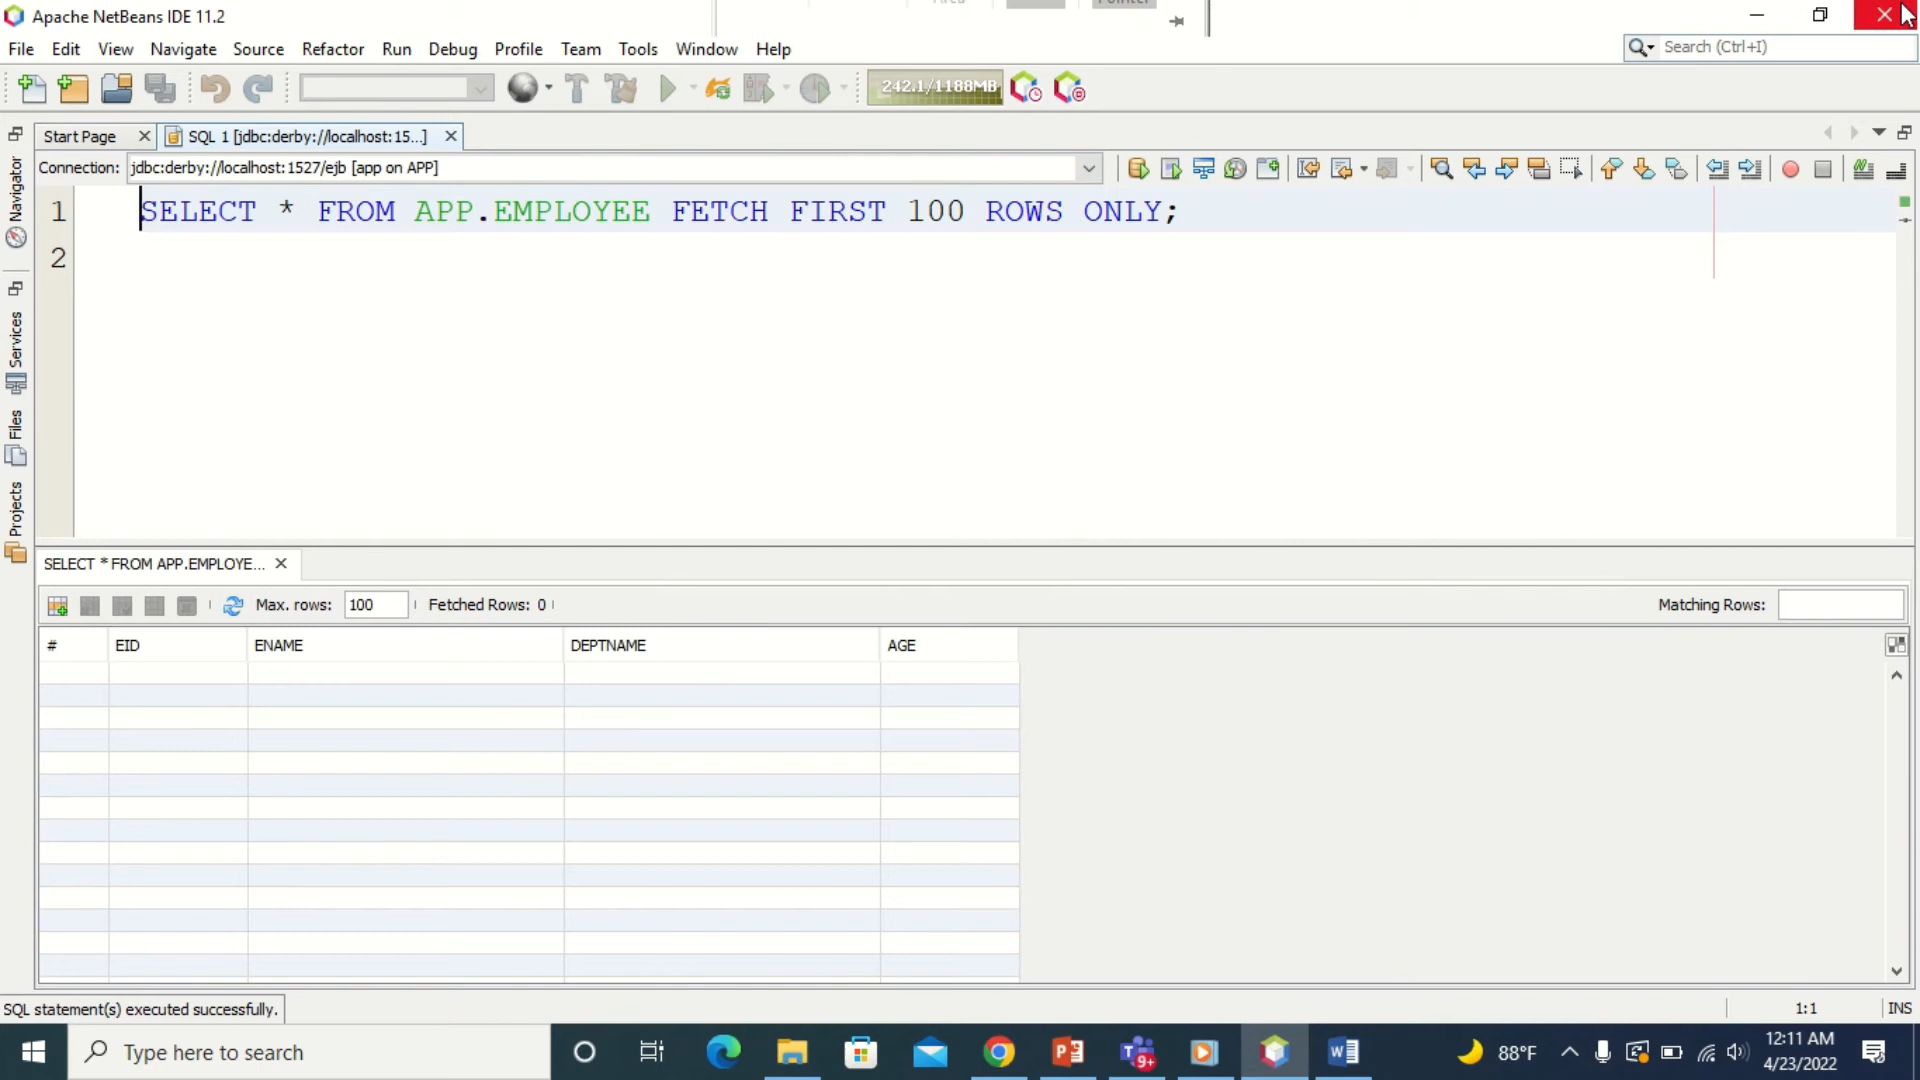 Area
Pointer
Apache NetBeans IDE 11.2
File Edit View Navigate Source Refactor Run Debug Profile Team Tools Window Help
Search (Ctrl+I)
242.1/1188MB
Start Page
SQL 1 [jdbc:derby://localhost:15...]
Connection: jdbc:derby://localhost:1527/ejb [app on APP]
Navigator
Services
Files
Projects
1 SELECT * FROM APP.EMPLOYEE FETCH FIRST 100 ROWS ONLY;
2
SELECT * FROM APP.EMPLOYE...
Max. rows: 100 Fetched Rows: 0
Matching Rows:
# EID ENAME DEPTNAME AGE
SQL statement(s) executed successfully.
1:1 INS
Type here to search
9+
88°F
12:11 AM
4/23/2022